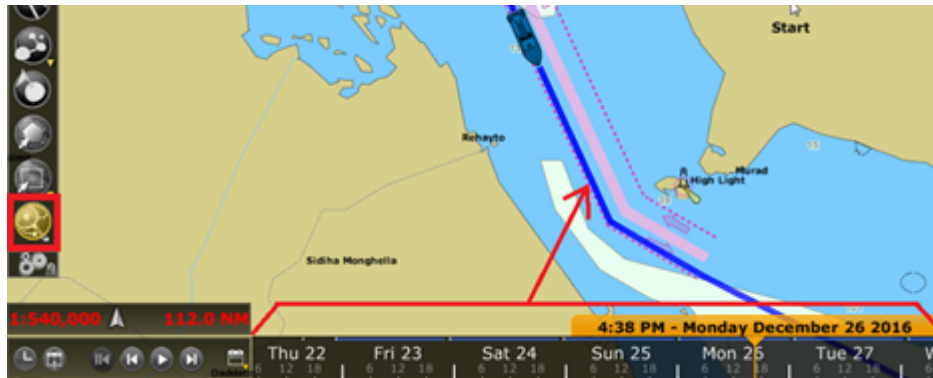 Start
Rehayto
Murad
High Light
Sidiha Monghella
1:540,000 112.0 NM
4:38 PM - Monday December 26 2016
Thu 22 Fri 23 Sat 24 Sun 25 Mon 26 Tue 27 W
6 12 18 6 12 18 6 12 18 6 12 18 6 12 18 6 12 18 6